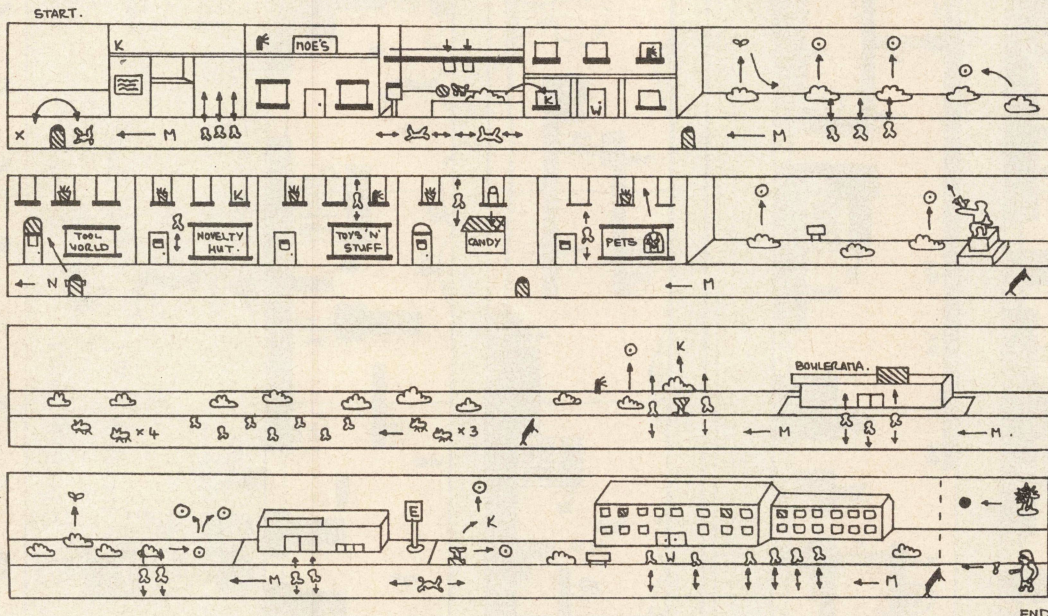 START.
K
MOE'S
K
W
M
M
TOOL WORLD
NOVELTY HUT.
K
TOYS 'N' STUFF
CANDY
PETS
N
M
K
BOWLERAMA.
×4
×3
M
M.
E
K
M
W
M
END